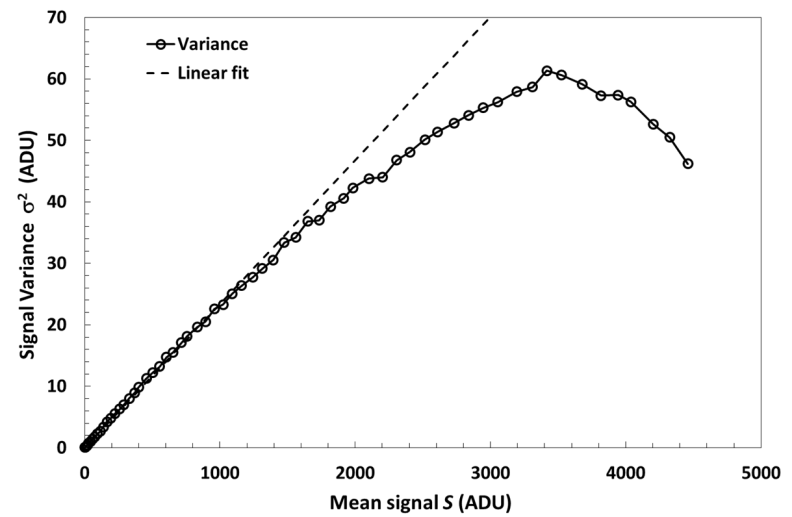 70
60
50
40
30
20
10
0
Signal Variance σ² (ADU)
Variance
Linear fit
0 1000 2000 3000 4000 5000
Mean signal S (ADU)